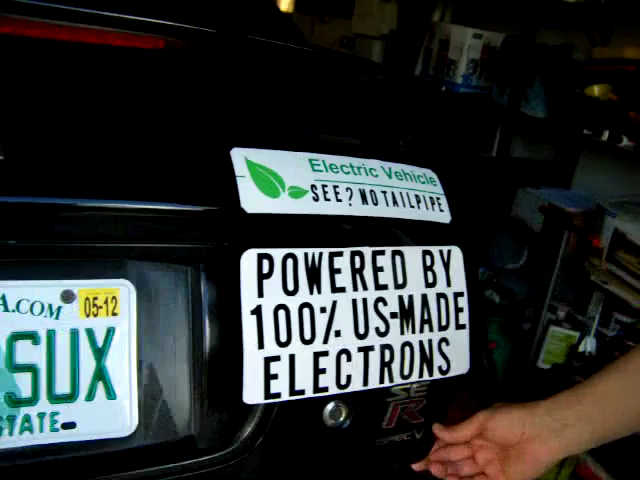 Electric Vehicle
SEE? NO TAILPIPE
POWERED BY
100% US-MADE
ELECTRONS
A.COM
05-12
SUX
STATE
SE
R
SPEC V